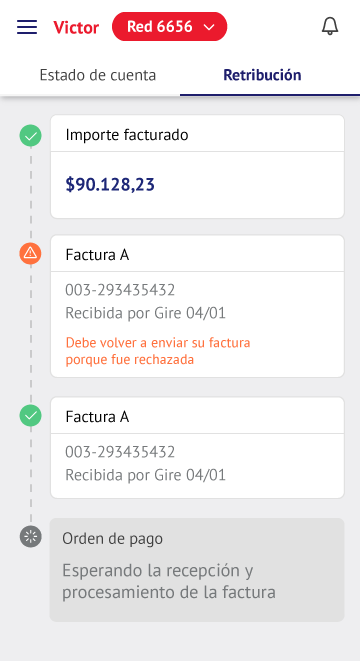 Victor
Red 6656
Estado de cuenta
Retribución
Importe facturado
$90.128,23
Factura A
003-293435432
Recibida por Gire 04/01
Debe volver a enviar su factura
porque fue rechazada
Factura A
003-293435432
Recibida por Gire 04/01
Orden de pago
Esperando la recepción y
procesamiento de la factura